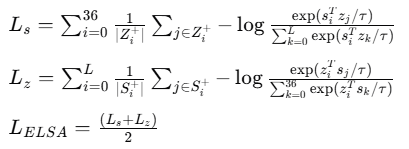 $L_s = \sum_{i=0}^{36} \frac{1}{|Z_i^+|} \sum_{j \in Z_i^+} -\log \frac{\exp(s_i^T z_j/\tau)}{\sum_{k=0}^{L} \exp(s_i^T z_k/\tau)}$
$L_z = \sum_{i=0}^{L} \frac{1}{|S_i^+|} \sum_{j \in S_i^+} -\log \frac{\exp(z_i^T s_j/\tau)}{\sum_{k=0}^{36} \exp(z_i^T s_k/\tau)}$
$L_{ELSA} = \frac{(L_s + L_z)}{2}$